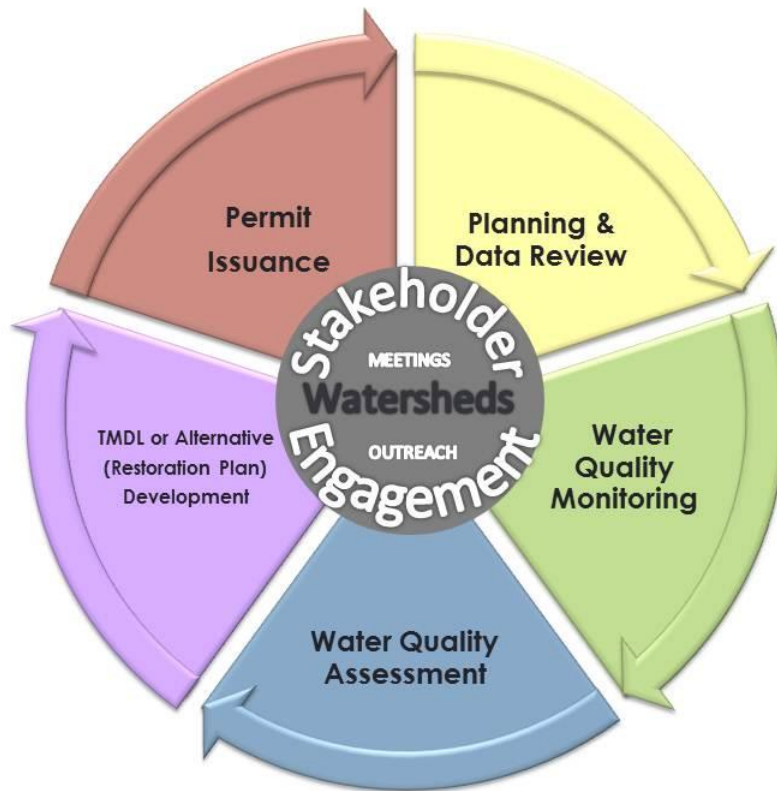 Permit
Issuance
Planning &
Data Review
Stakeholder
MEETINGS
Watersheds
OUTREACH
Engagement
TMDL or Alternative
(Restoration Plan)
Development
Water
Quality
Monitoring
Water Quality
Assessment